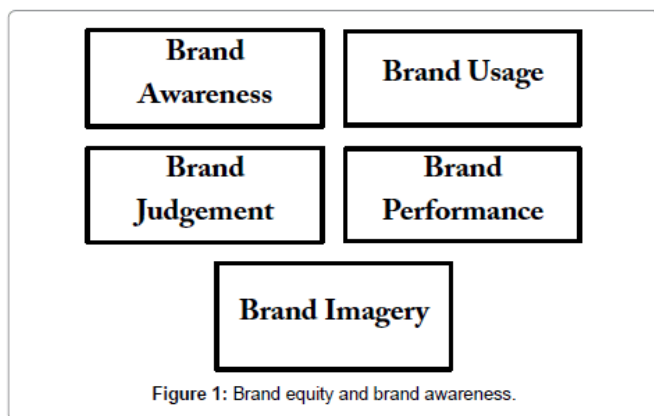 Brand
Awareness
Brand Usage
Brand
Judgement
Brand
Performance
Brand Imagery
Figure 1: Brand equity and brand awareness.